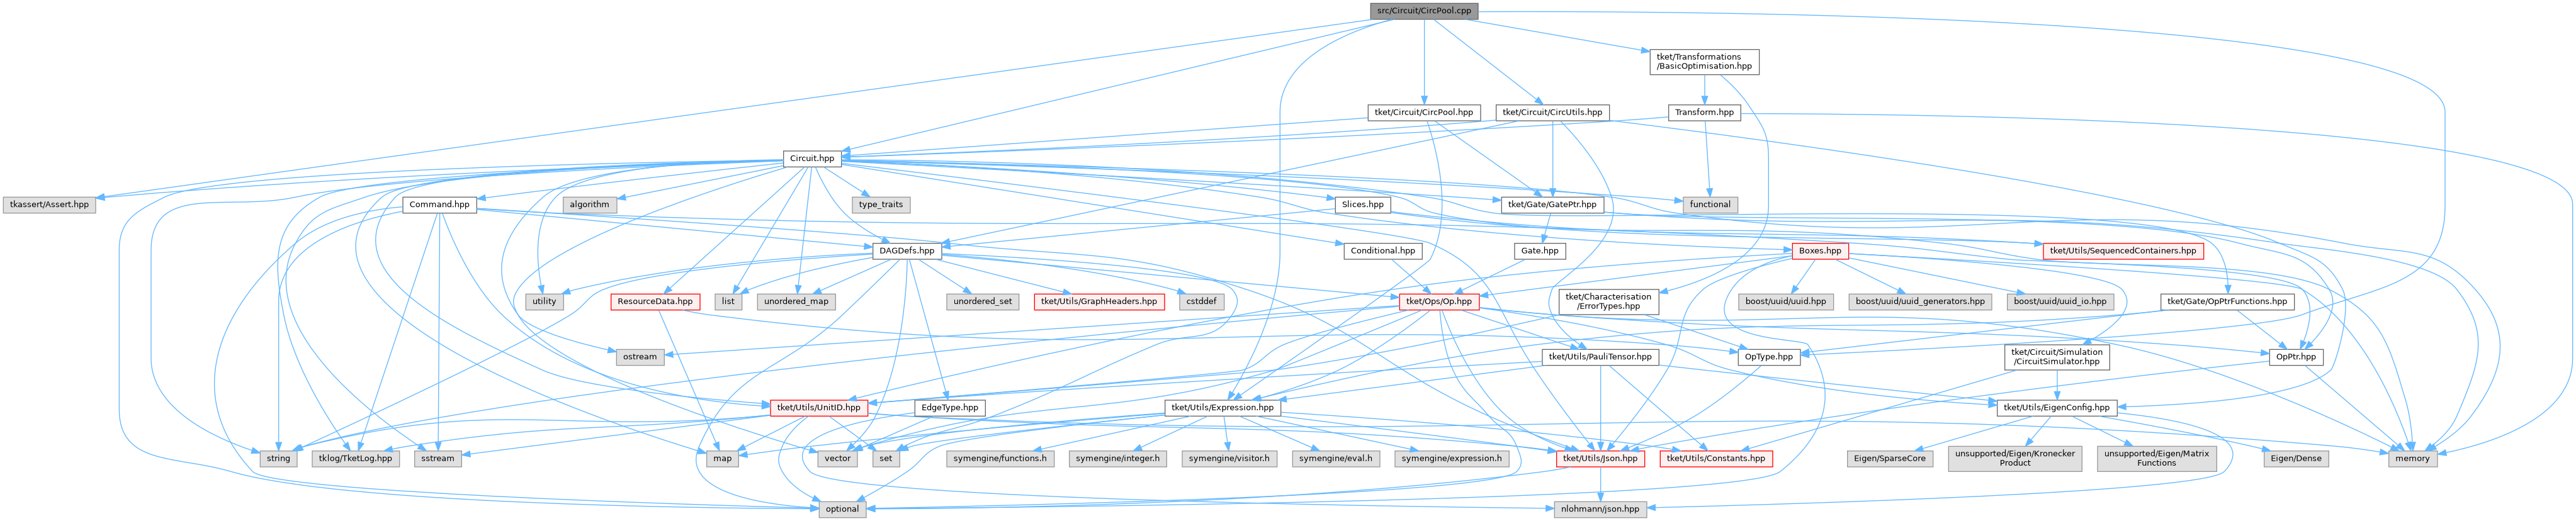 src/Circuit/CircPool.cpp
tket/Transformations
/BasicOptimisation.hpp
tket/Circuit/CircPool.hpp
tket/Circuit/CircUtils.hpp
Transform.hpp
Circuit.hpp
tkassert/Assert.hpp
Command.hpp
algorithm
type_traits
Slices.hpp
tket/Gate/GatePtr.hpp
functional
DAGDefs.hpp
Conditional.hpp
Gate.hpp
Boxes.hpp
tket/Utils/SequencedContainers.hpp
utility
ResourceData.hpp
list
unordered_map
unordered_set
tket/Utils/GraphHeaders.hpp
cstddef
tket/Ops/Op.hpp
tket/Characterisation
/ErrorTypes.hpp
boost/uuid/uuid.hpp
boost/uuid/uuid_generators.hpp
boost/uuid/uuid_io.hpp
tket/Gate/OpPtrFunctions.hpp
ostream
tket/Utils/PauliTensor.hpp
OpType.hpp
tket/Circuit/Simulation
/CircuitSimulator.hpp
OpPtr.hpp
tket/Utils/UnitID.hpp
EdgeType.hpp
tket/Utils/Expression.hpp
tket/Utils/EigenConfig.hpp
string
tklog/TketLog.hpp
sstream
map
vector
set
symengine/functions.h
symengine/integer.h
symengine/visitor.h
symengine/eval.h
symengine/expression.h
tket/Utils/Json.hpp
tket/Utils/Constants.hpp
Eigen/SparseCore
unsupported/Eigen/Kronecker
Product
unsupported/Eigen/Matrix
Functions
Eigen/Dense
memory
optional
nlohmann/json.hpp